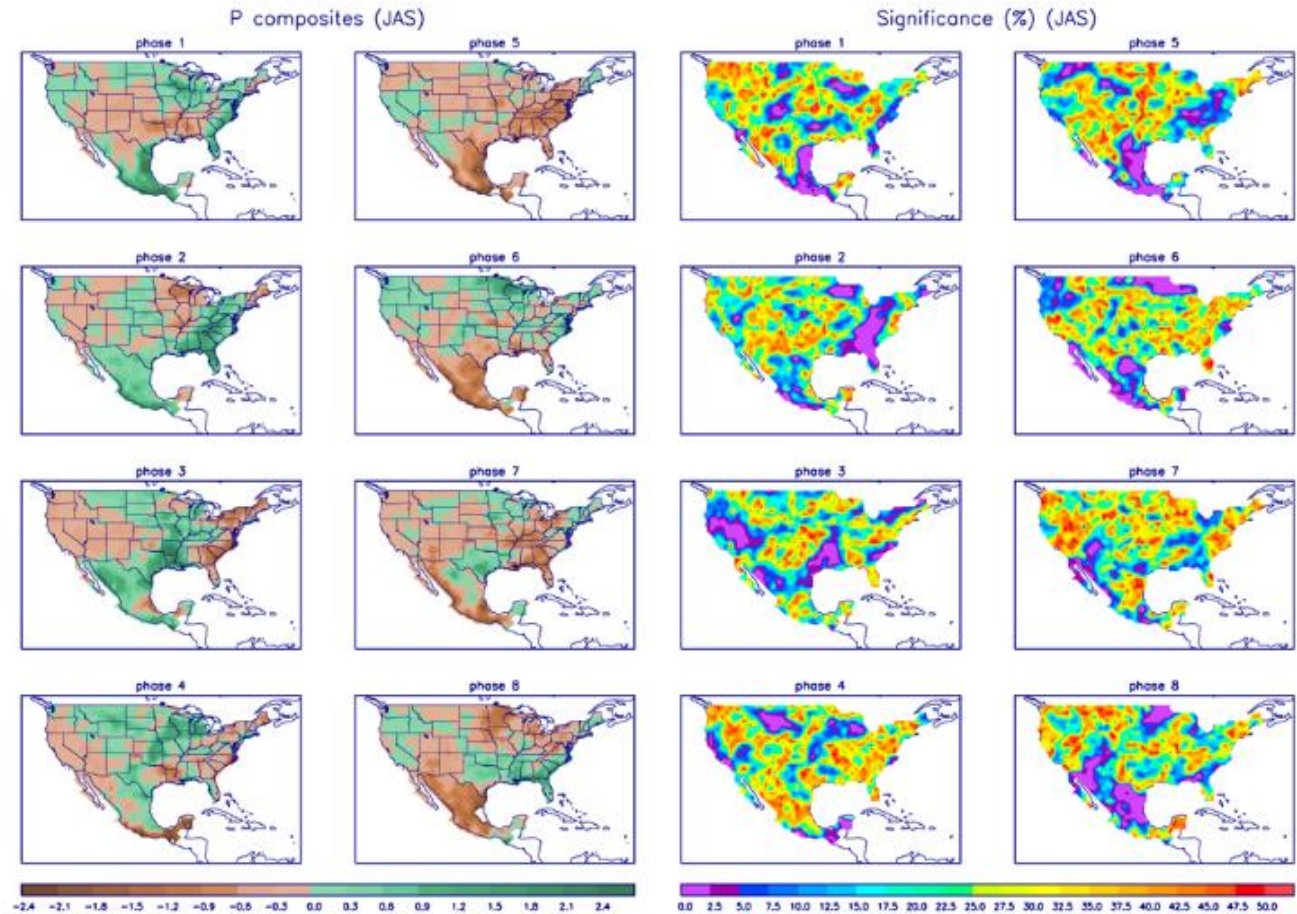 P composites (JAS)
Significance (%) (JAS)
phase 1
phase 5
phase 1
phase 5
phase 2
phase 6
phase 2
phase 6
phase 3
phase 7
phase 3
phase 7
phase 4
phase 8
phase 4
phase 8
-2.4 -2.1 -1.8 -1.5 -1.2 -0.9 -0.6 -0.3 0.0 0.3 0.6 0.9 1.2 1.5 1.8 2.1 2.4
0.0 2.5 5.0 7.5 10.0 12.5 15.0 17.5 20.0 22.5 25.0 27.5 30.0 32.5 35.0 37.5 40.0 42.5 45.0 47.5 50.0